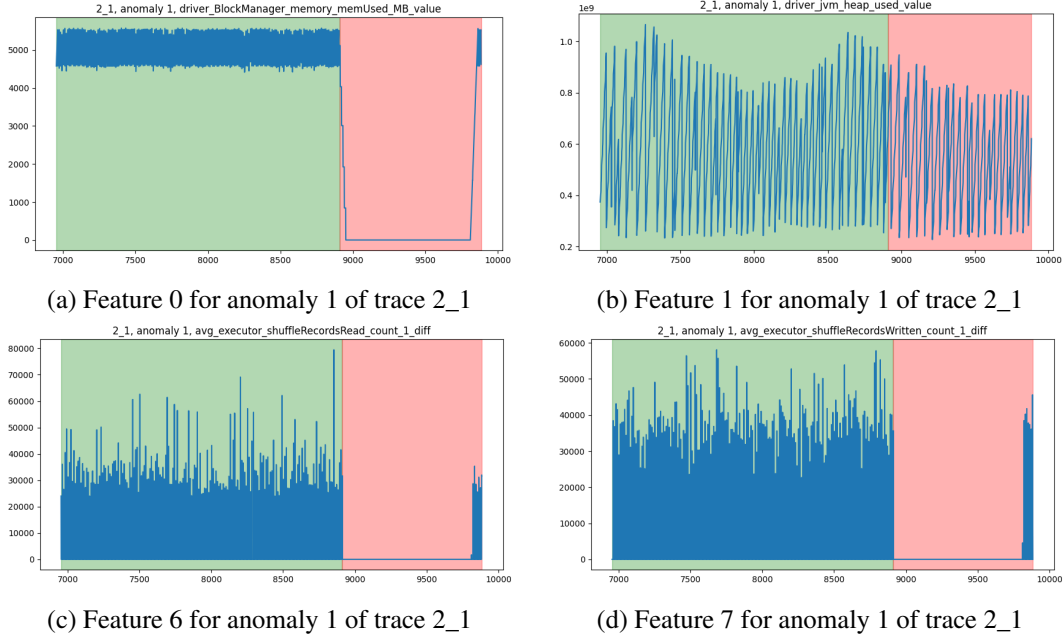 2_1, anomaly 1, driver_BlockManager_memory_memUsed_MB_value
5000
4000
3000
2000
1000
0
7000 7500 8000 8500 9000 9500 10000
(a) Feature 0 for anomaly 1 of trace 2_1
2_1, anomaly 1, driver_jvm_heap_used_value
1e9
1.0
0.8
0.6
0.4
0.2
7000 7500 8000 8500 9000 9500 10000
(b) Feature 1 for anomaly 1 of trace 2_1
2_1, anomaly 1, avg_executor_shuffleRecordsRead_count_1_diff
80000
70000
60000
50000
40000
30000
20000
10000
0
7000 7500 8000 8500 9000 9500 10000
(c) Feature 6 for anomaly 1 of trace 2_1
2_1, anomaly 1, avg_executor_shuffleRecordsWritten_count_1_diff
60000
50000
40000
30000
20000
10000
0
7000 7500 8000 8500 9000 9500 10000
(d) Feature 7 for anomaly 1 of trace 2_1